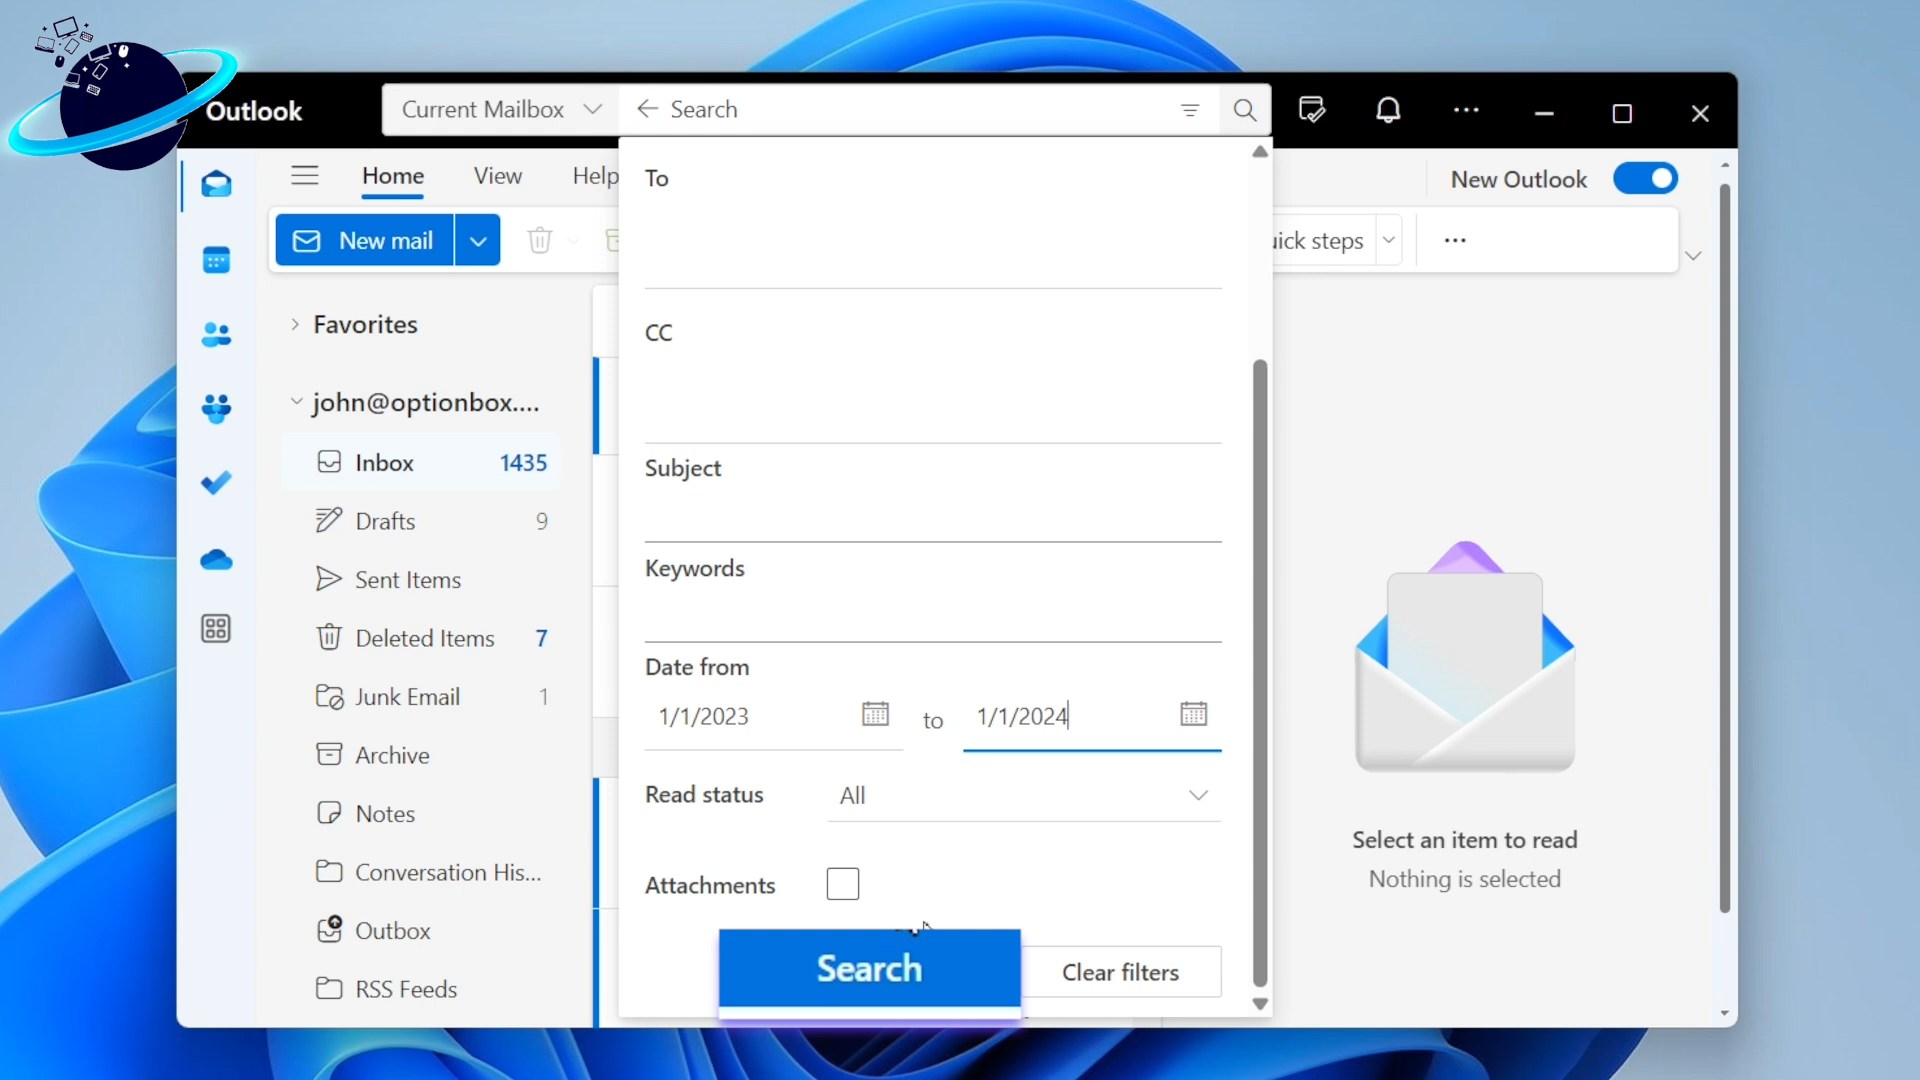 Outlook
Current Mailbox
Search
Home
View
Help
New Outlook
New mail
uick steps
Favorites
john@optionbox....
Inbox 1435
Drafts 9
Sent Items
Deleted Items 7
Junk Email 1
Archive
Notes
Conversation His...
Outbox
RSS Feeds
To
CC
Subject
Keywords
Date from
1/1/2023 to 1/1/2024
Read status All
Attachments
Search
Clear filters
Select an item to read
Nothing is selected